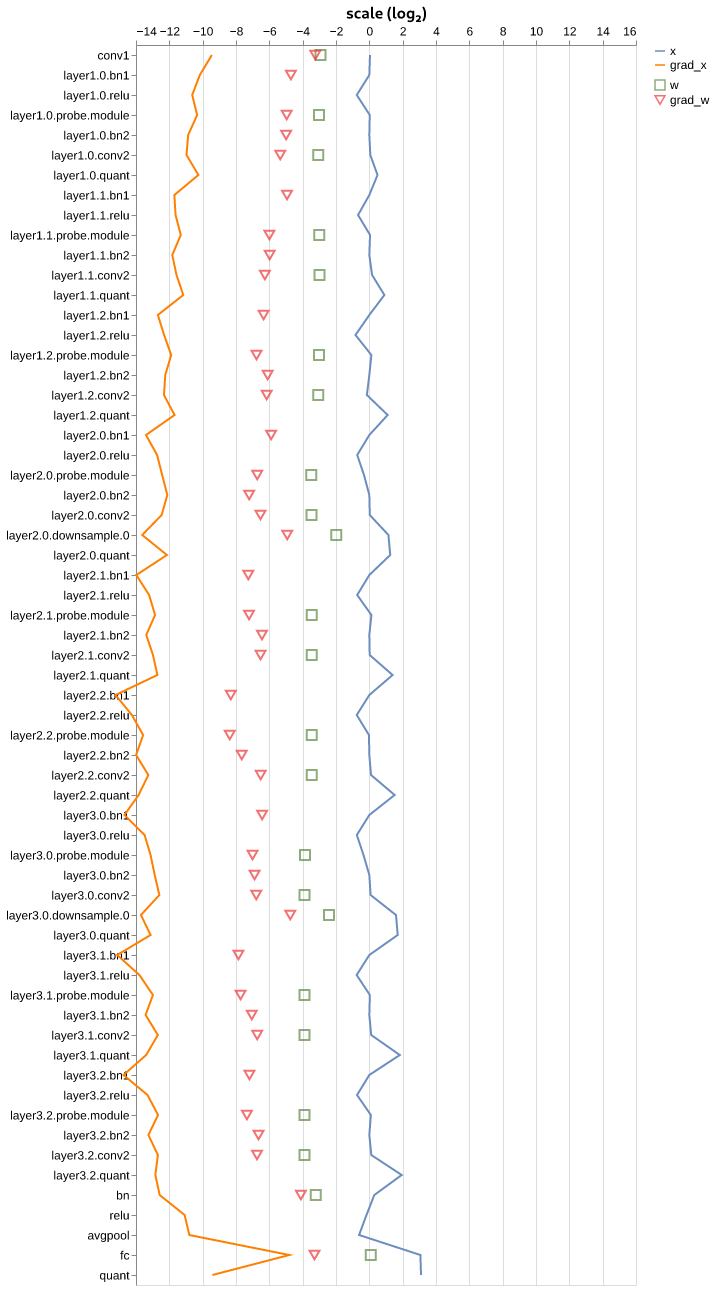 scale (log₂)
−14 −12 −10 −8 −6 −4 −2 0 2 4 6 8 10 12 14 16
x
grad_x
w
grad_w
conv1
layer1.0.bn1
layer1.0.relu
layer1.0.probe.module
layer1.0.bn2
layer1.0.conv2
layer1.0.quant
layer1.1.bn1
layer1.1.relu
layer1.1.probe.module
layer1.1.bn2
layer1.1.conv2
layer1.1.quant
layer1.2.bn1
layer1.2.relu
layer1.2.probe.module
layer1.2.bn2
layer1.2.conv2
layer1.2.quant
layer2.0.bn1
layer2.0.relu
layer2.0.probe.module
layer2.0.bn2
layer2.0.conv2
layer2.0.downsample.0
layer2.0.quant
layer2.1.bn1
layer2.1.relu
layer2.1.probe.module
layer2.1.bn2
layer2.1.conv2
layer2.1.quant
layer2.2.bn1
layer2.2.relu
layer2.2.probe.module
layer2.2.bn2
layer2.2.conv2
layer2.2.quant
layer3.0.bn1
layer3.0.relu
layer3.0.probe.module
layer3.0.bn2
layer3.0.conv2
layer3.0.downsample.0
layer3.0.quant
layer3.1.bn1
layer3.1.relu
layer3.1.probe.module
layer3.1.bn2
layer3.1.conv2
layer3.1.quant
layer3.2.bn1
layer3.2.relu
layer3.2.probe.module
layer3.2.bn2
layer3.2.conv2
layer3.2.quant
bn
relu
avgpool
fc
quant